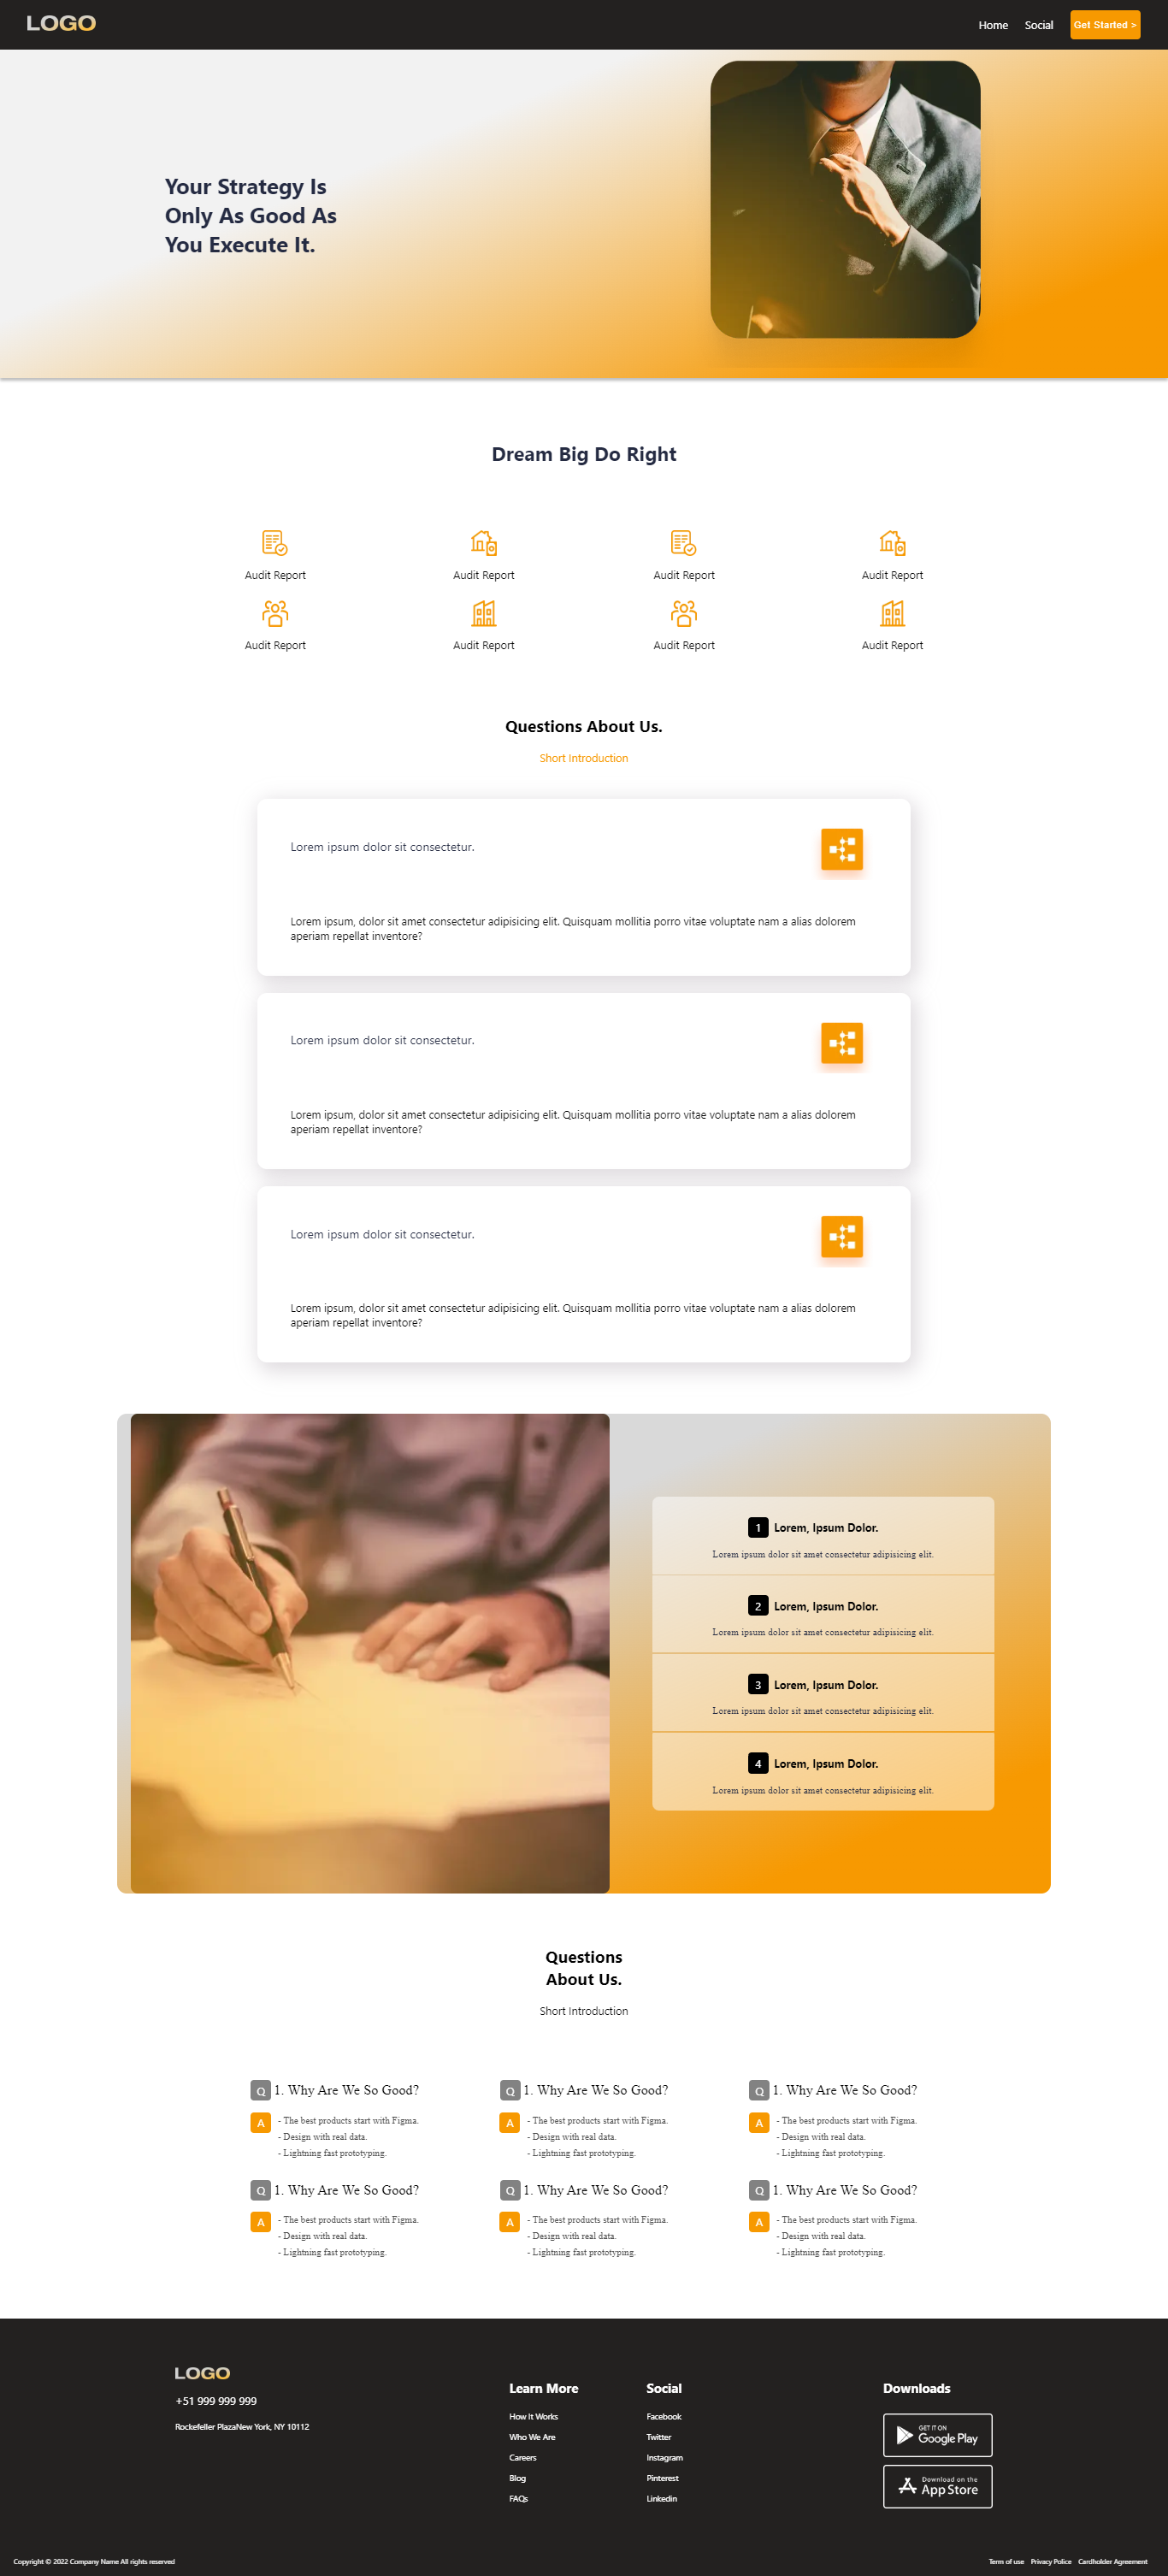 LOGO
Home Social Get Started >
Your Strategy Is
Only As Good As
You Execute It.
Dream Big Do Right
Audit Report Audit Report Audit Report Audit Report
Audit Report Audit Report Audit Report Audit Report
Questions About Us.
Short Introduction
Lorem ipsum dolor sit consectetur.
Lorem ipsum, dolor sit amet consectetur adipisicing elit. Quisquam mollitia porro vitae voluptate nam a alias dolorem
aperiam repellat inventore?
Lorem ipsum dolor sit consectetur.
Lorem ipsum, dolor sit amet consectetur adipisicing elit. Quisquam mollitia porro vitae voluptate nam a alias dolorem
aperiam repellat inventore?
Lorem ipsum dolor sit consectetur.
Lorem ipsum, dolor sit amet consectetur adipisicing elit. Quisquam mollitia porro vitae voluptate nam a alias dolorem
aperiam repellat inventore?
1 Lorem, Ipsum Dolor.
Lorem ipsum dolor sit amet consectetur adipisicing elit.
2 Lorem, Ipsum Dolor.
Lorem ipsum dolor sit amet consectetur adipisicing elit.
3 Lorem, Ipsum Dolor.
Lorem ipsum dolor sit amet consectetur adipisicing elit.
4 Lorem, Ipsum Dolor.
Lorem ipsum dolor sit amet consectetur adipisicing elit.
Questions
About Us.
Short Introduction
Q 1. Why Are We So Good?
A - The best products start with Figma.
- Design with real data.
- Lightning fast prototyping.
Q 1. Why Are We So Good?
A - The best products start with Figma.
- Design with real data.
- Lightning fast prototyping.
Q 1. Why Are We So Good?
A - The best products start with Figma.
- Design with real data.
- Lightning fast prototyping.
Q 1. Why Are We So Good?
A - The best products start with Figma.
- Design with real data.
- Lightning fast prototyping.
Q 1. Why Are We So Good?
A - The best products start with Figma.
- Design with real data.
- Lightning fast prototyping.
Q 1. Why Are We So Good?
A - The best products start with Figma.
- Design with real data.
- Lightning fast prototyping.
LOGO
+51 999 999 999
Rockefeller PlazaNew York, NY 10112
Learn More
How It Works
Who We Are
Careers
Blog
FAQs
Social
Facebook
Twitter
Instagram
Pinterest
Linkedin
Downloads
GET IT ON
Google Play
Download on the
App Store
Copyright © 2022 Company Name All rights reserved
Term of use Privacy Police Cardholder Agreement